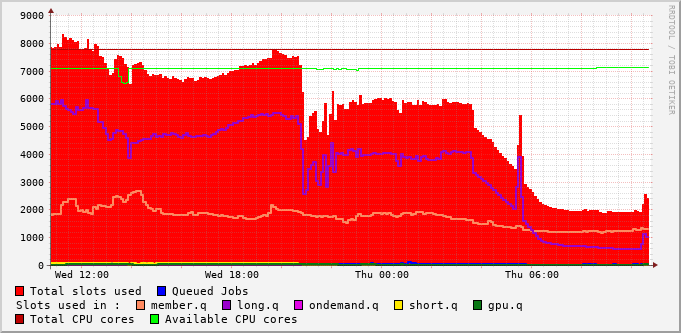 RRDTOOL / TOBI OETIKER
9000
8000
7000
6000
5000
4000
3000
2000
1000
0
Wed 12:00 Wed 18:00 Thu 00:00 Thu 06:00
Total slots used Queued Jobs
Slots used in : member.q long.q ondemand.q short.q gpu.q
Total CPU cores Available CPU cores